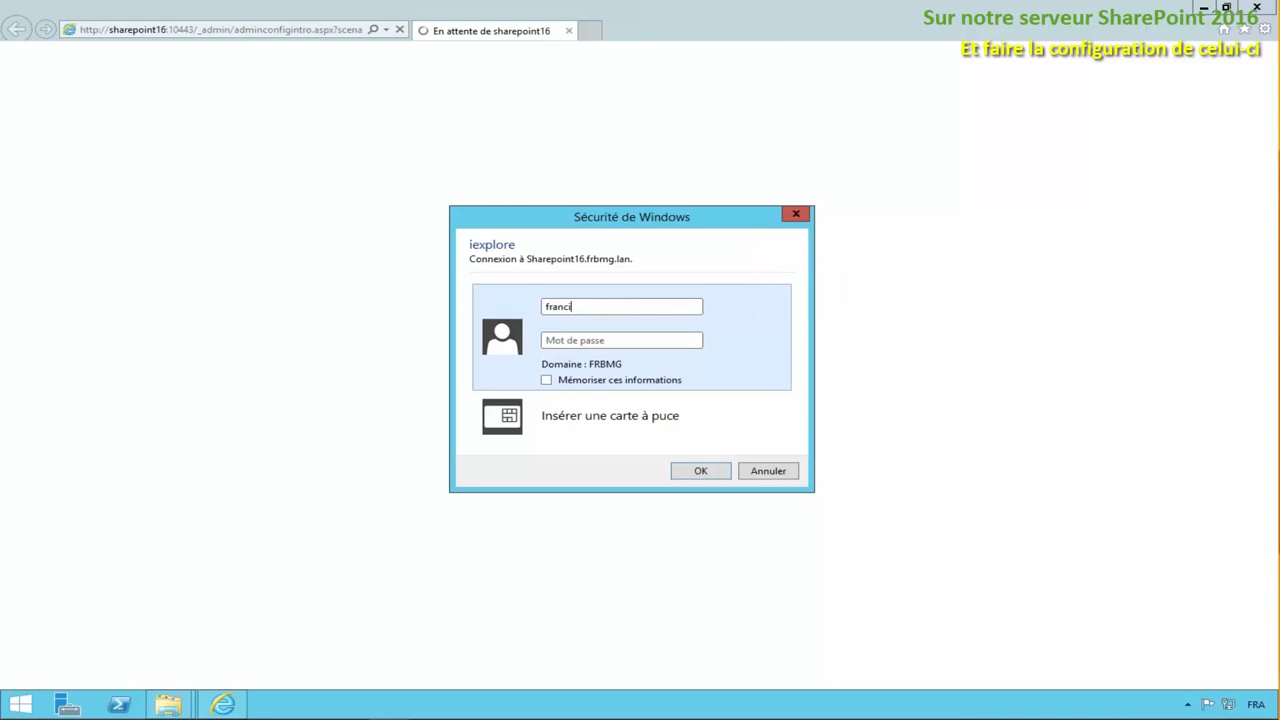 Sur notre serveur SharePoint 2016
http://sharepoint16:10443/_admin/adminconfigintro.aspx?scena
En attente de sharepoint16
Et faire la configuration de celui-ci
Sécurité de Windows
iexplore
Connexion à Sharepoint16.frbmg.lan.
franci
Mot de passe
Domaine : FRBMG
Mémoriser ces informations
Insérer une carte à puce
OK
Annuler
FRA